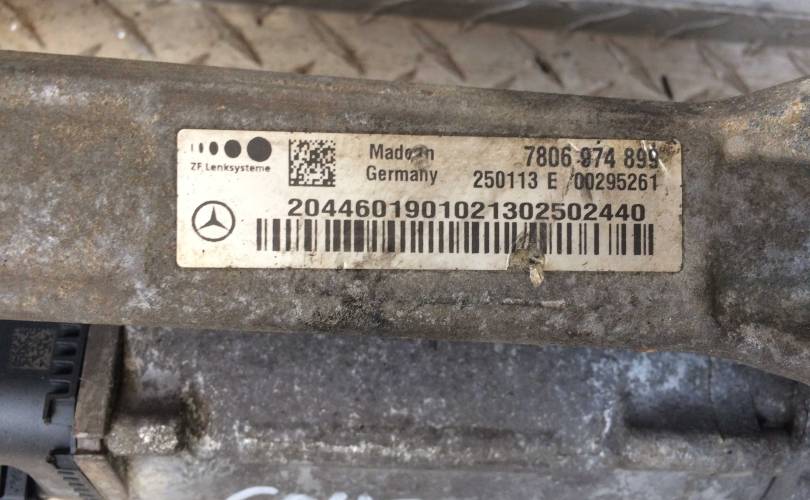 ZF Lenksysteme
Made in
Germany
7806 974 899
250113 E 00295261
2044601901021302502440